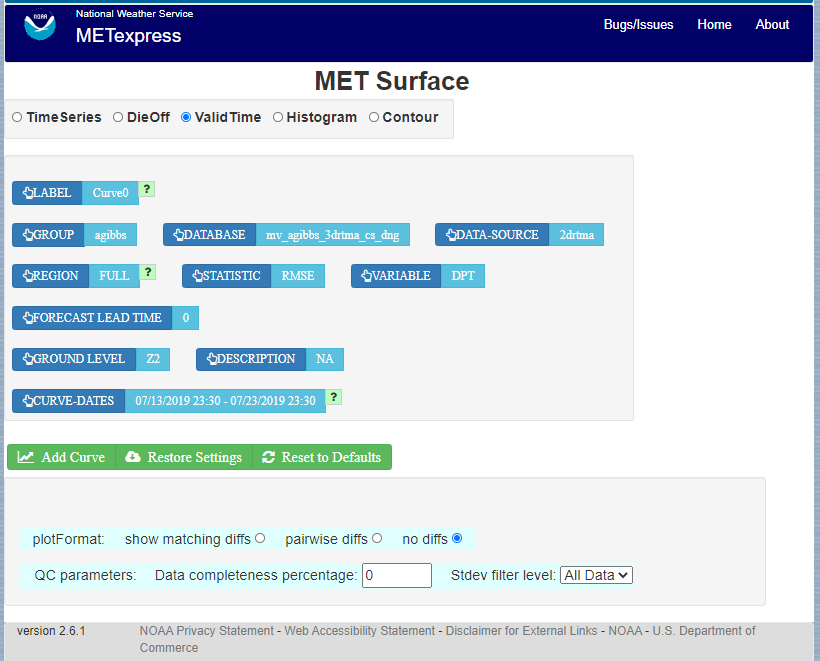 NOAA
National Weather Service
METexpress
Bugs/Issues Home About
MET Surface
TimeSeries DieOff ValidTime Histogram Contour
LABEL Curve0 ?
GROUP agibbs DATABASE mv_agibbs_3drtma_cs_dng DATA-SOURCE 2drtma
REGION FULL ? STATISTIC RMSE VARIABLE DPT
FORECAST LEAD TIME 0
GROUND LEVEL Z2 DESCRIPTION NA
CURVE-DATES 07/13/2019 23:30 - 07/23/2019 23:30 ?
Add Curve Restore Settings Reset to Defaults
plotFormat: show matching diffs pairwise diffs no diffs
QC parameters: Data completeness percentage: 0 Stdev filter level: All Data
version 2.6.1 NOAA Privacy Statement - Web Accessibility Statement - Disclaimer for External Links - NOAA - U.S. Department of
Commerce